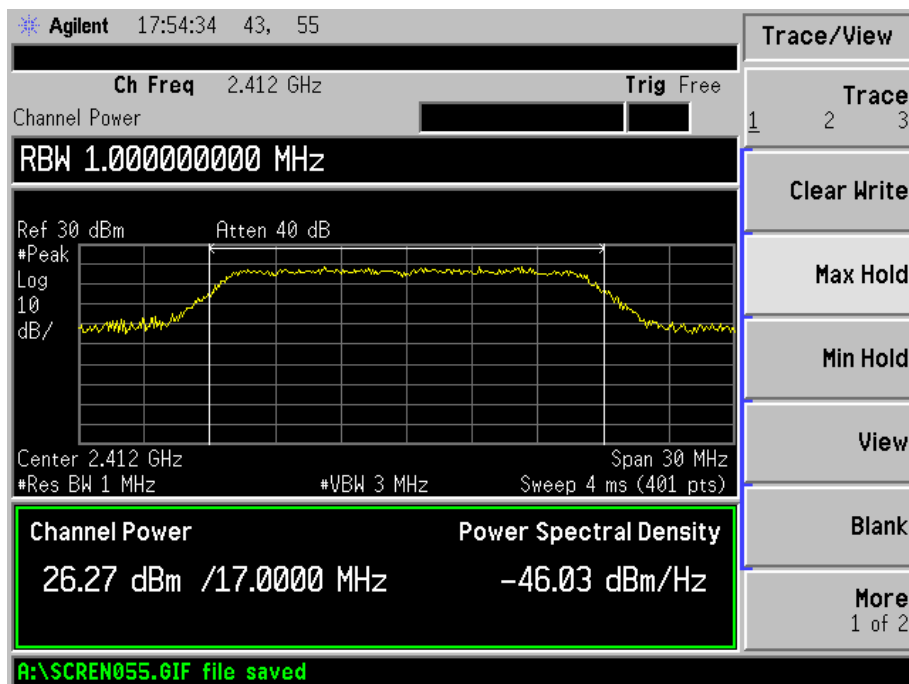 Agilent 17:54:34 43, 55
Trace/View
Ch Freq 2.412 GHz Trig Free
Channel Power
Trace
1 2 3
RBW 1.000000000 MHz
Clear Write
Ref 30 dBm Atten 40 dB
#Peak
Log
10
dB/
Max Hold
Min Hold
View
Center 2.412 GHz Span 30 MHz
#Res BW 1 MHz #VBW 3 MHz Sweep 4 ms (401 pts)
Blank
Channel Power Power Spectral Density
26.27 dBm /17.0000 MHz -46.03 dBm/Hz
More
1 of 2
A:\SCREN055.GIF file saved